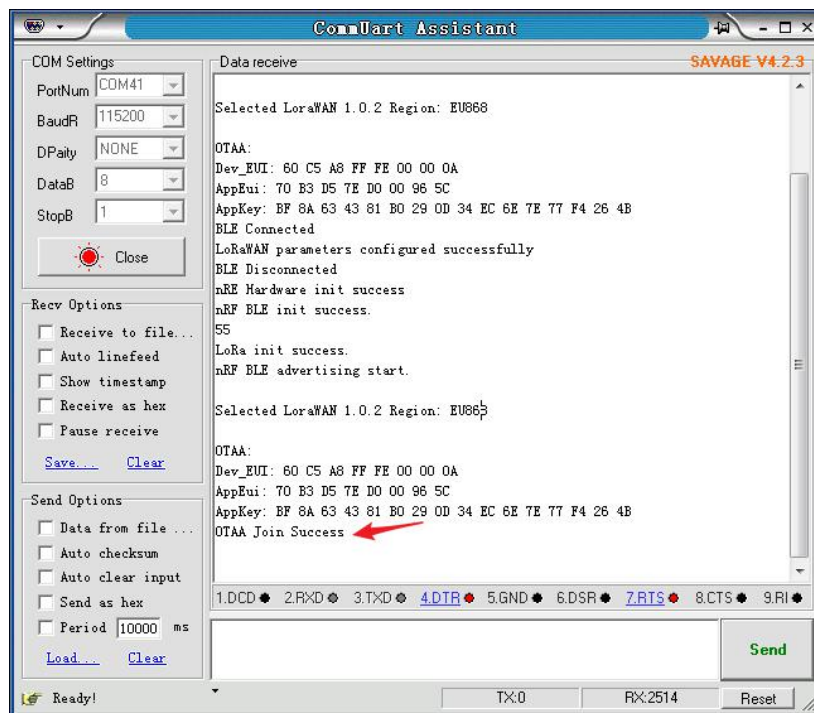 CommUart Assistant
COM Settings
PortNum COM41
BaudR 115200
DPaity NONE
DataB 8
StopB 1
Close
Recv Options
Receive to file...
Auto linefeed
Show timestamp
Receive as hex
Pause receive
Save... Clear
Send Options
Data from file ...
Auto checksum
Auto clear input
Send as hex
Period 10000 ms
Load... Clear
Data receive
SAVAGE V4.2.3
Selected LoraWAN 1.0.2 Region: EU868
OTAA:
Dev_EUI: 60 C5 A8 FF FE 00 00 0A
AppEui: 70 B3 D5 7E D0 00 96 5C
AppKey: BF 8A 63 43 81 B0 29 0D 34 EC 6E 7E 77 F4 26 4B
BLE Connected
LoRaWAN parameters configured successfully
BLE Disconnected
nRE Hardware init success
nRF BLE init success.
55
LoRa init success.
nRF BLE advertising start.
Selected LoraWAN 1.0.2 Region: EU868
OTAA:
Dev_EUI: 60 C5 A8 FF FE 00 00 0A
AppEui: 70 B3 D5 7E D0 00 96 5C
AppKey: BF 8A 63 43 81 B0 29 0D 34 EC 6E 7E 77 F4 26 4B
OTAA Join Success
1.DCD 2.RXD 3.TXD 4.DTR 5.GND 6.DSR 7.RTS 8.CTS 9.RI
Send
Ready! TX:0 RX:2514 Reset